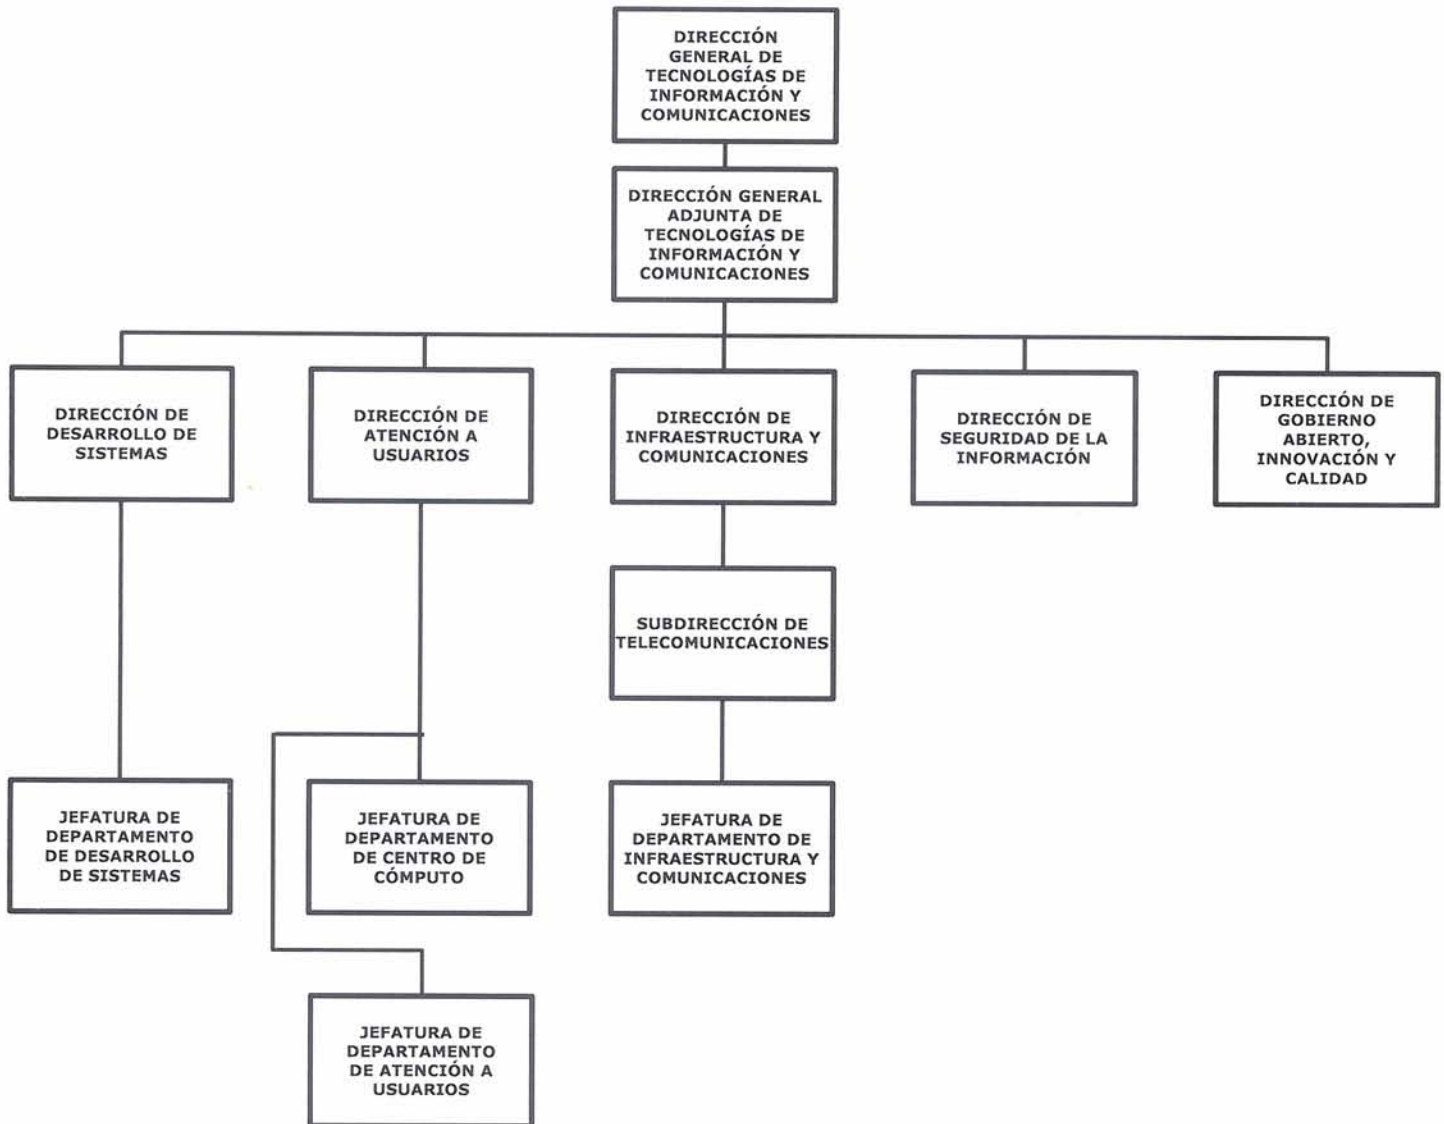 DIRECCIÓN
GENERAL DE
TECNOLOGÍAS DE
INFORMACIÓN Y
COMUNICACIONES
DIRECCIÓN GENERAL
ADJUNTA DE
TECNOLOGÍAS DE
INFORMACIÓN Y
COMUNICACIONES
DIRECCIÓN DE
DESARROLLO DE
SISTEMAS
DIRECCIÓN DE
ATENCIÓN A
USUARIOS
DIRECCIÓN DE
INFRAESTRUCTURA Y
COMUNICACIONES
DIRECCIÓN DE
SEGURIDAD DE LA
INFORMACIÓN
DIRECCIÓN DE
GOBIERNO
ABIERTO,
INNOVACIÓN Y
CALIDAD
SUBDIRECCIÓN DE
TELECOMUNICACIONES
JEFATURA DE
DEPARTAMENTO
DE DESARROLLO
DE SISTEMAS
JEFATURA DE
DEPARTAMENTO
DE CENTRO DE
CÓMPUTO
JEFATURA DE
DEPARTAMENTO DE
INFRAESTRUCTURA Y
COMUNICACIONES
JEFATURA DE
DEPARTAMENTO
DE ATENCIÓN A
USUARIOS